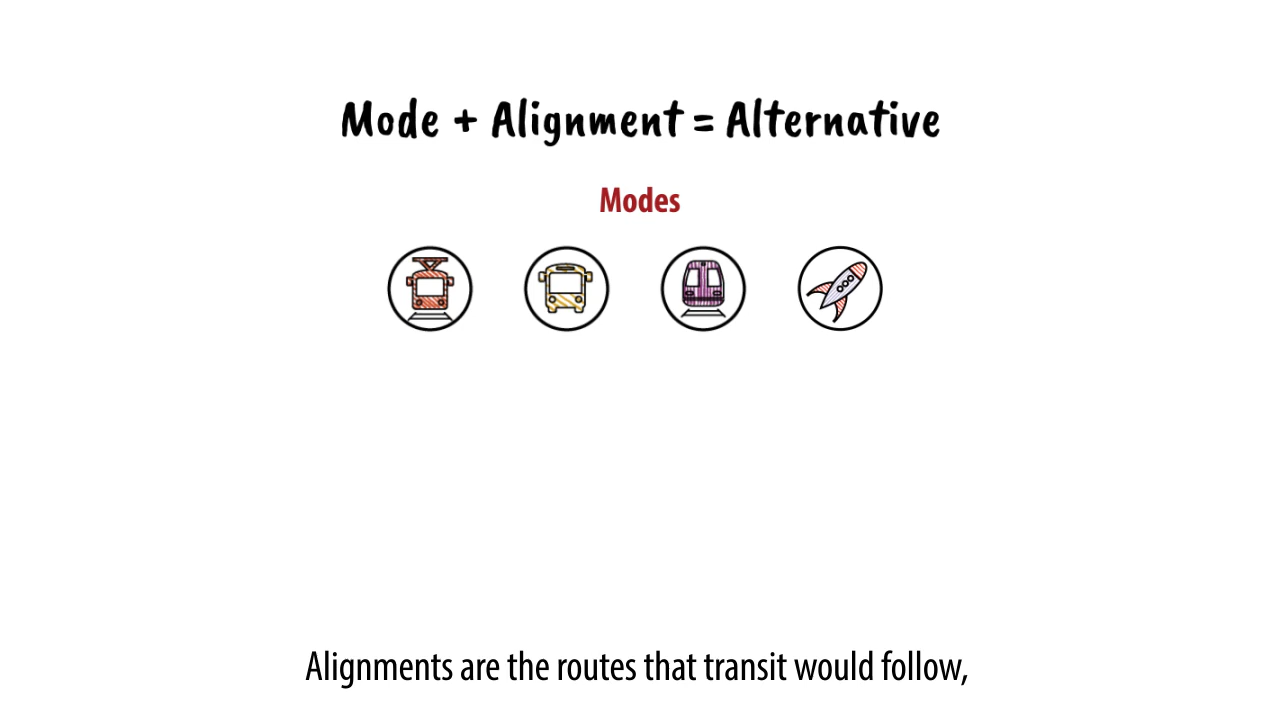 Mode + Alignment = Alternative
Modes
Alignments are the routes that transit would follow,